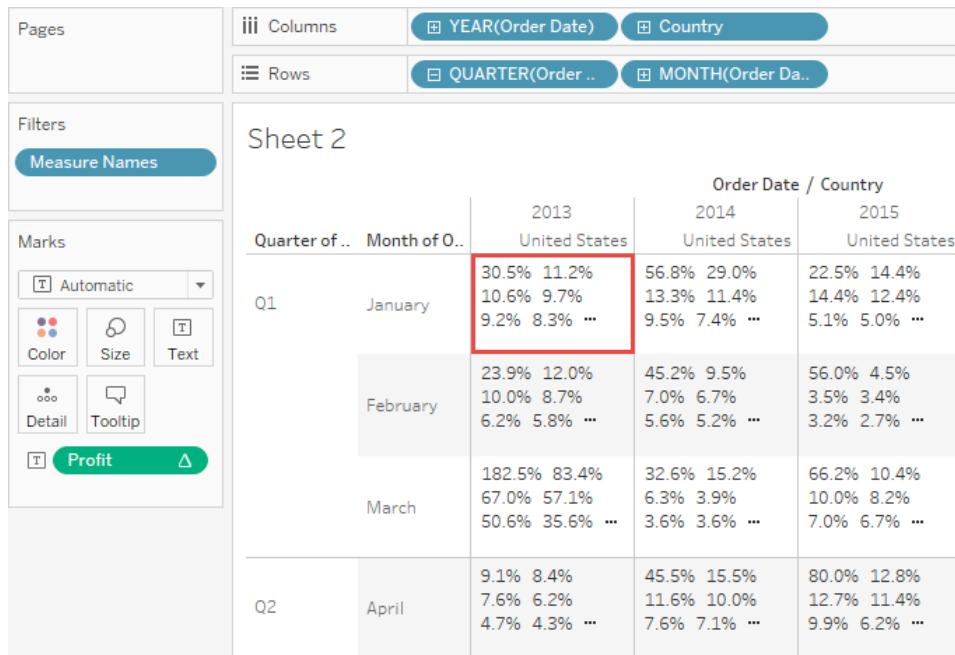 Pages
Columns YEAR(Order Date) Country
Rows QUARTER(Order .. MONTH(Order Da..
Filters
Measure Names
Marks
T Automatic
Color Size T Text
Detail Tooltip
T Profit Δ
Sheet 2
Order Date / Country
2013 2014 2015
Quarter of .. Month of O.. United States United States United States
Q1 January
30.5% 11.2% 56.8% 29.0% 22.5% 14.4%
10.6% 9.7% 13.3% 11.4% 14.4% 12.4%
9.2% 8.3% ··· 9.5% 7.4% ··· 5.1% 5.0% ···
February
23.9% 12.0% 45.2% 9.5% 56.0% 4.5%
10.0% 8.7% 7.0% 6.7% 3.5% 3.4%
6.2% 5.8% ··· 5.6% 5.2% ··· 3.2% 2.7% ···
March
182.5% 83.4% 32.6% 15.2% 66.2% 10.4%
67.0% 57.1% 6.3% 3.9% 10.0% 8.2%
50.6% 35.6% ··· 3.6% 3.6% ··· 7.0% 6.7% ···
Q2 April
9.1% 8.4% 45.5% 15.5% 80.0% 12.8%
7.6% 6.2% 11.6% 10.0% 12.7% 11.4%
4.7% 4.3% ··· 7.6% 7.1% ··· 9.9% 6.2% ···